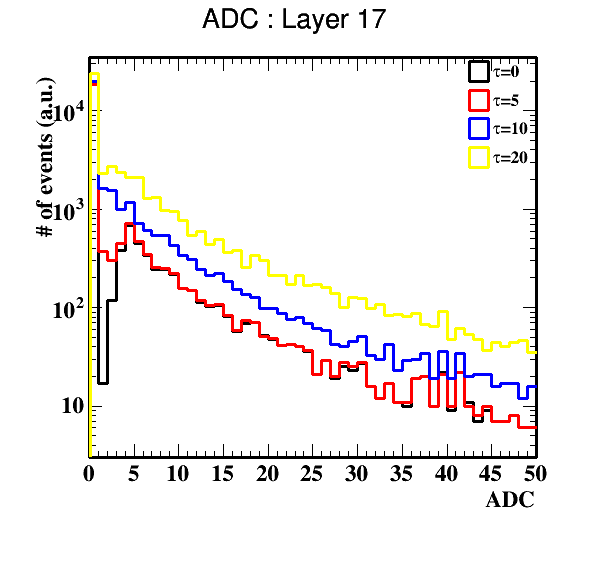 ADC : Layer 17
# of events (a.u.)
τ=0
τ=5
τ=10
τ=20
10⁴
10³
10²
10
0 5 10 15 20 25 30 35 40 45 50
ADC